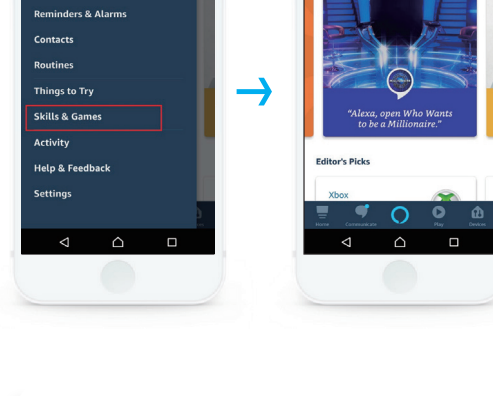 Reminders & Alarms
Contacts
Routines
Things to Try
Skills & Games
Activity
Help & Feedback
Settings
"Alexa, open Who Wants
to be a Millionaire."
Editor's Picks
Xbox
Home
Communicate
Play
Devices